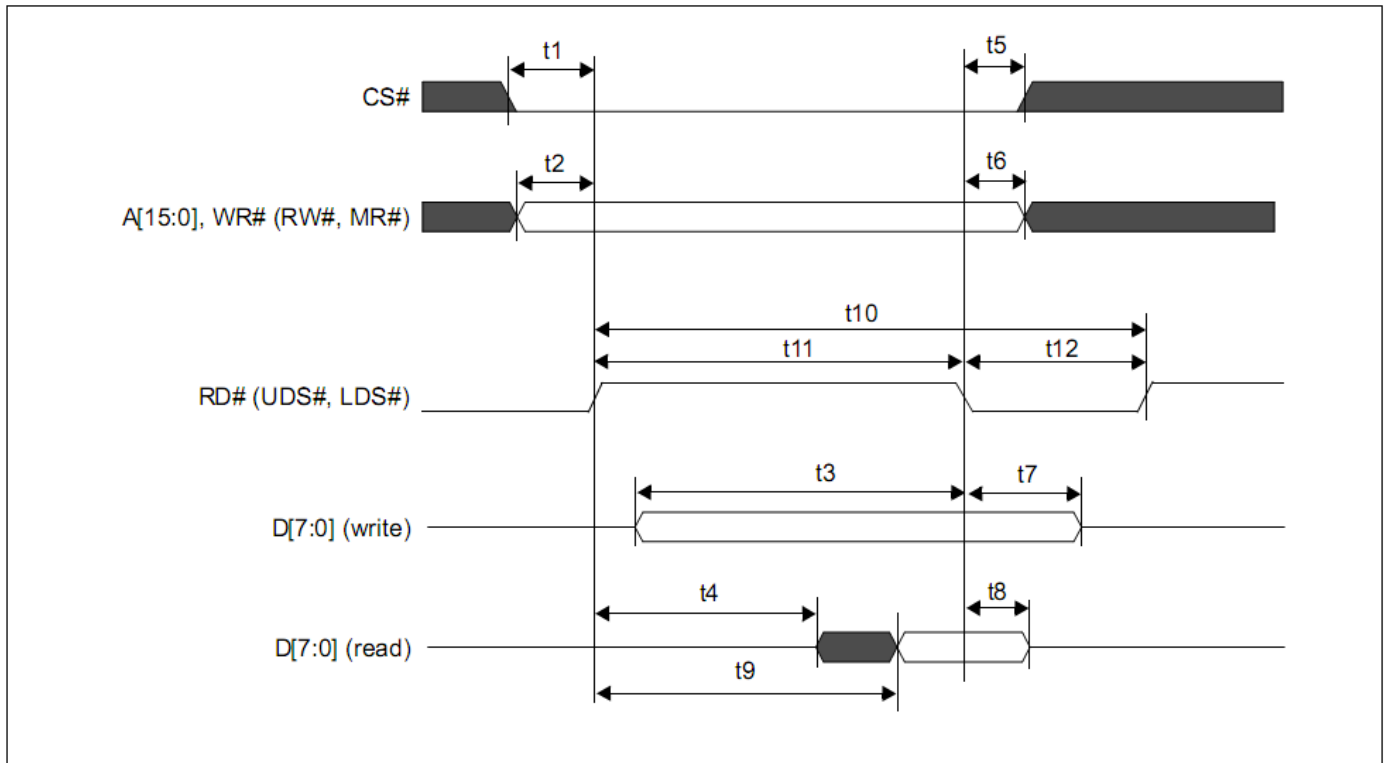 t1
t5
CS#
t2
t6
A[15:0], WR# (RW#, MR#)
t10
t11
t12
RD# (UDS#, LDS#)
t3
t7
D[7:0] (write)
t4
t8
D[7:0] (read)
t9